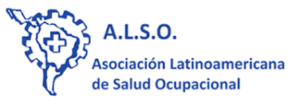 A.L.S.O.
Asociación Latinoamericana
de Salud Ocupacional